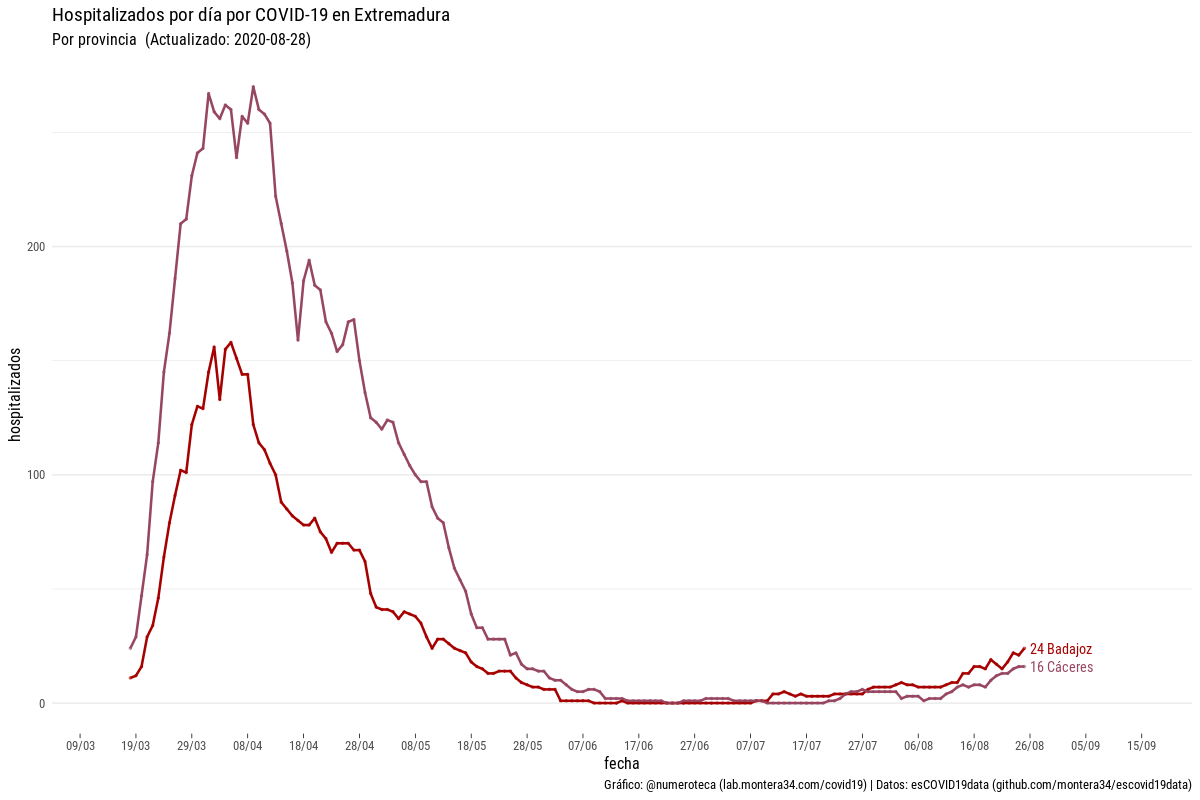 Hospitalizados por día por COVID-19 en Extremadura
Por provincia  (Actualizado: 2020-08-28)
hospitalizados
200
100
0
24 Badajoz
16 Cáceres
09/03 19/03 29/03 08/04 18/04 28/04 08/05 18/05 28/05 07/06 17/06 27/06 07/07 17/07 27/07 06/08 16/08 26/08 05/09 15/09
fecha
Gráfico: @numeroteca (lab.montera34.com/covid19) | Datos: esCOVID19data (github.com/montera34/escovid19data)